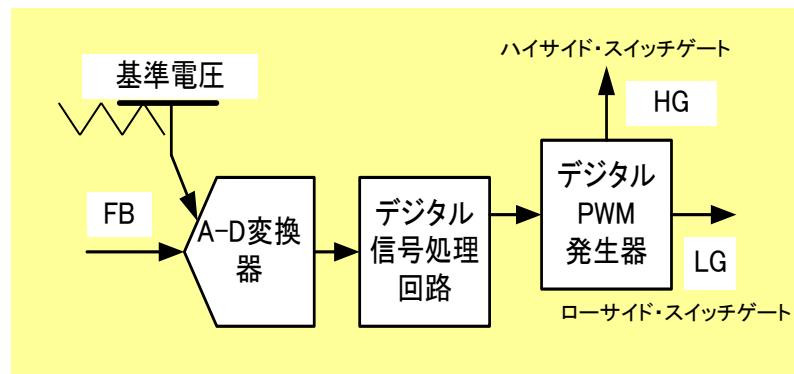 ハイサイド・スイッチゲート
基準電圧
HG
FB
A-D変換
器
デジタル
信号処理
回路
デジタル
PWM
発生器
LG
ローサイド・スイッチゲート